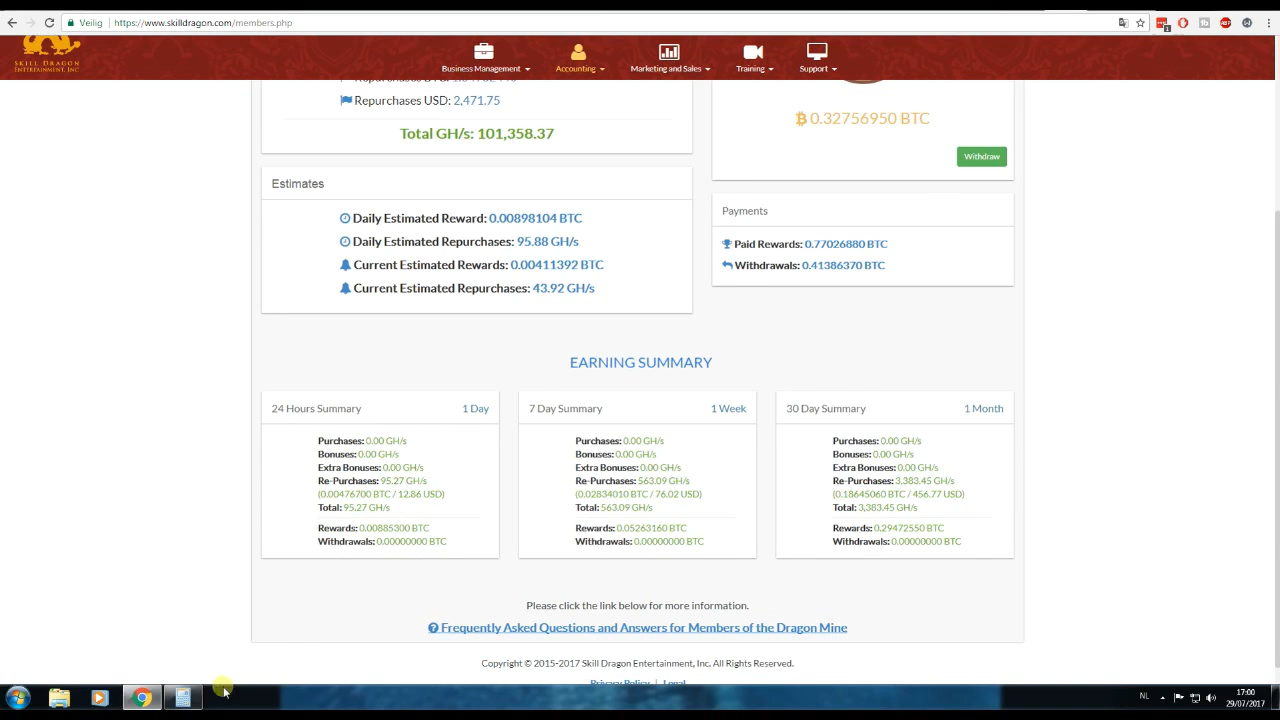 Veilig https://www.skilldragon.com/members.php
SKILL DRAGON
ENTERTAINMENT, INC
Business Management
Accounting
Marketing and Sales
Training
Support
Repurchases USD: 2,471.75
Total GH/s: 101,358.37
0.32756950 BTC
Withdraw
Estimates
Daily Estimated Reward: 0.00898104 BTC
Daily Estimated Repurchases: 95.88 GH/s
Current Estimated Rewards: 0.00411392 BTC
Current Estimated Repurchases: 43.92 GH/s
Payments
Paid Rewards: 0.77026880 BTC
Withdrawals: 0.41386370 BTC
EARNING SUMMARY
24 Hours Summary 1 Day
Purchases: 0.00 GH/s
Bonuses: 0.00 GH/s
Extra Bonuses: 0.00 GH/s
Re-Purchases: 95.27 GH/s
(0.00476700 BTC / 12.86 USD)
Total: 95.27 GH/s
Rewards: 0.00885300 BTC
Withdrawals: 0.00000000 BTC
7 Day Summary 1 Week
Purchases: 0.00 GH/s
Bonuses: 0.00 GH/s
Extra Bonuses: 0.00 GH/s
Re-Purchases: 563.09 GH/s
(0.02834010 BTC / 76.02 USD)
Total: 563.09 GH/s
Rewards: 0.05263160 BTC
Withdrawals: 0.00000000 BTC
30 Day Summary 1 Month
Purchases: 0.00 GH/s
Bonuses: 0.00 GH/s
Extra Bonuses: 0.00 GH/s
Re-Purchases: 3,383.45 GH/s
(0.18645060 BTC / 456.77 USD)
Total: 3,383.45 GH/s
Rewards: 0.29472550 BTC
Withdrawals: 0.00000000 BTC
Please click the link below for more information.
Frequently Asked Questions and Answers for Members of the Dragon Mine
Copyright © 2015-2017 Skill Dragon Entertainment, Inc. All Rights Reserved.
Privacy Policy | Legal
NL
17:00
29/07/2017